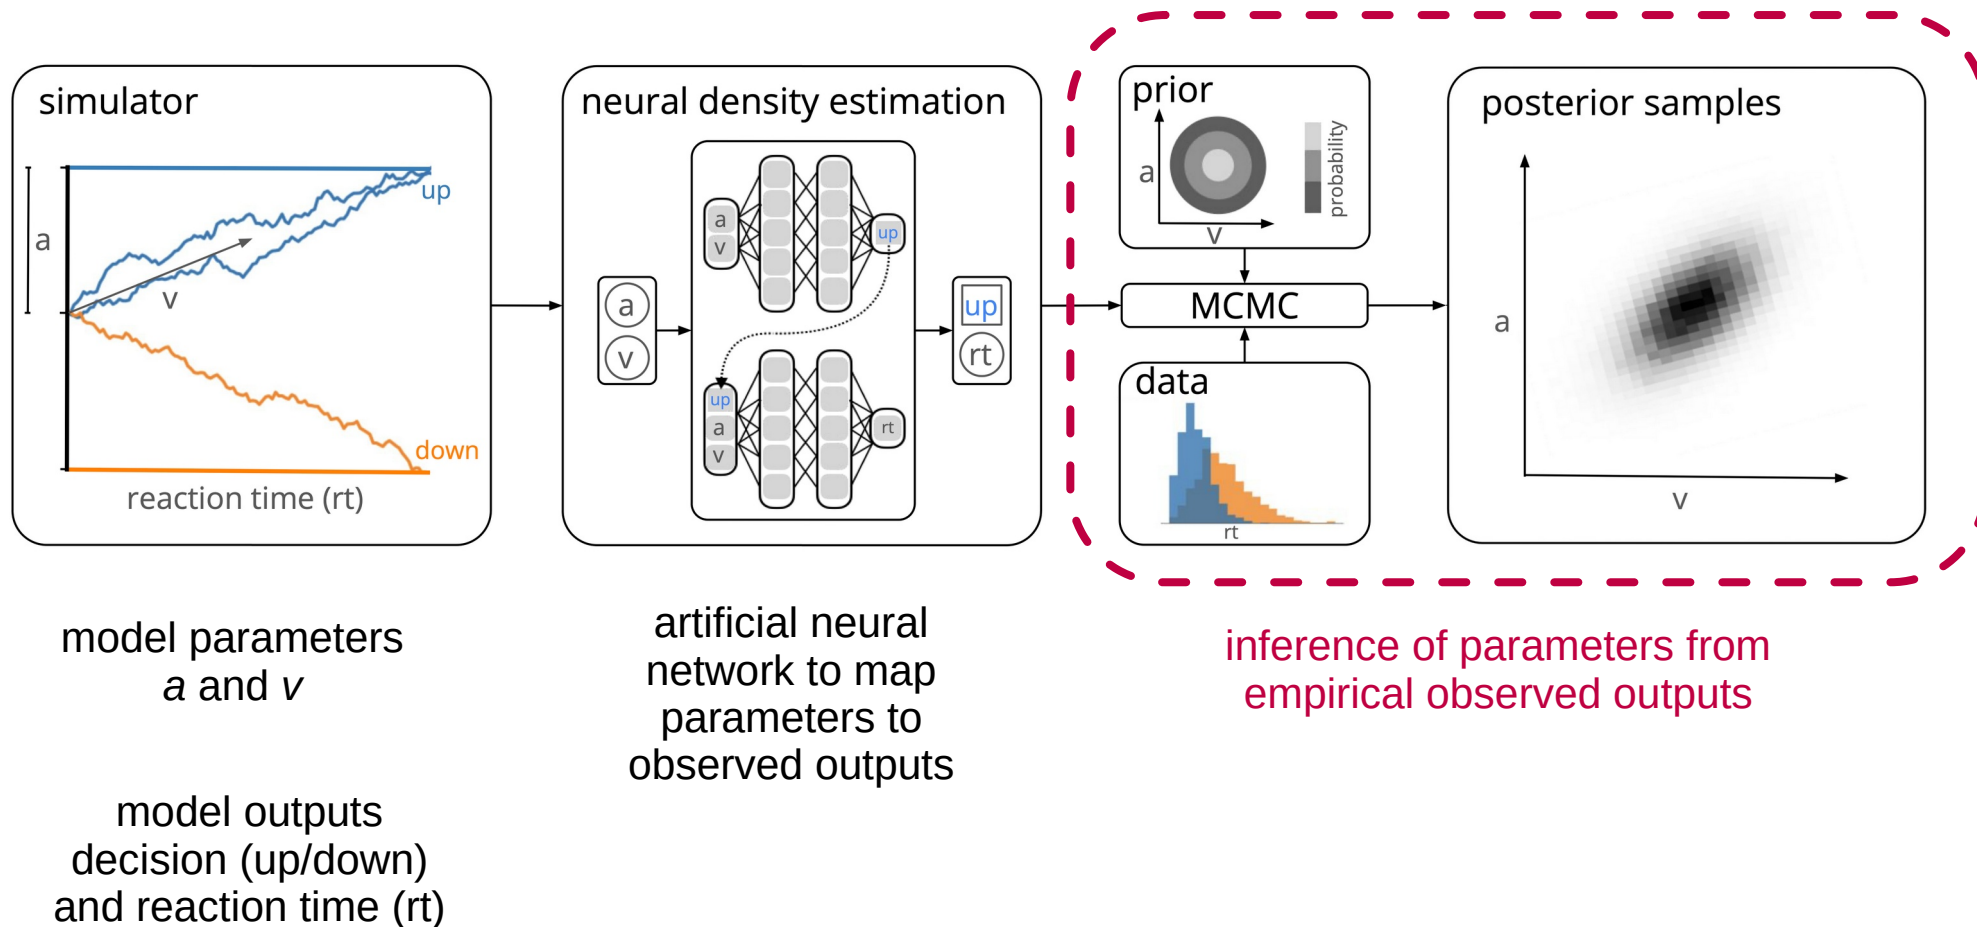 simulator
a
v
up
down
reaction time (rt)
neural density estimation
a
v
a
v
up
up
a
v
rt
up
rt
prior
a
v
probability
MCMC
data
rt
posterior samples
a
v
model parameters
a and v
model outputs
decision (up/down)
and reaction time (rt)
artificial neural
network to map
parameters to
observed outputs
inference of parameters from
empirical observed outputs